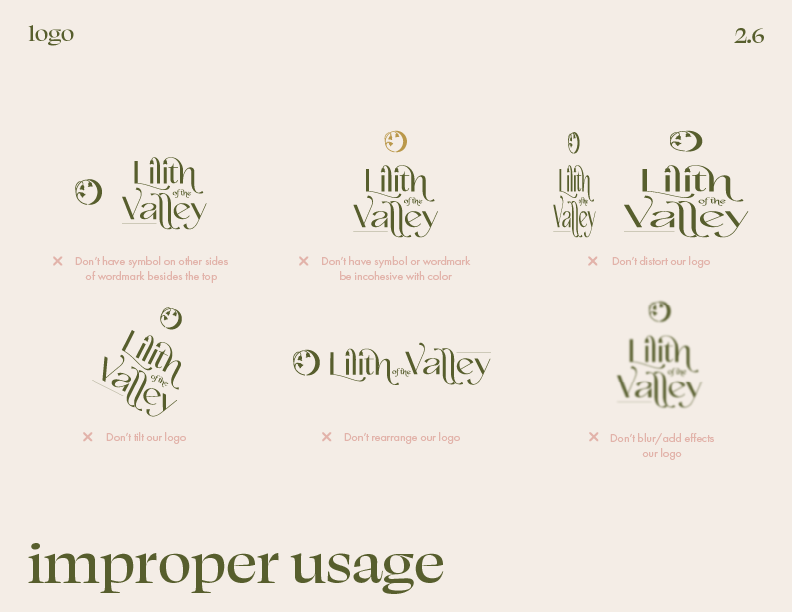 logo
2.6
Lilith
of the
Valley
Lilith
of the
Valley
Lilith
of the
Valley
Lilith
of the
Valley
✕ Don't have symbol on other sides
of wordmark besides the top
✕ Don't have symbol or wordmark
be incohesive with color
✕ Don't distort our logo
Lilith
of the
Valley
Lilith of the Valley
Lilith
of the
Valley
✕ Don't tilt our logo
✕ Don't rearrange our logo
✕ Don't blur/add effects
our logo
improper usage